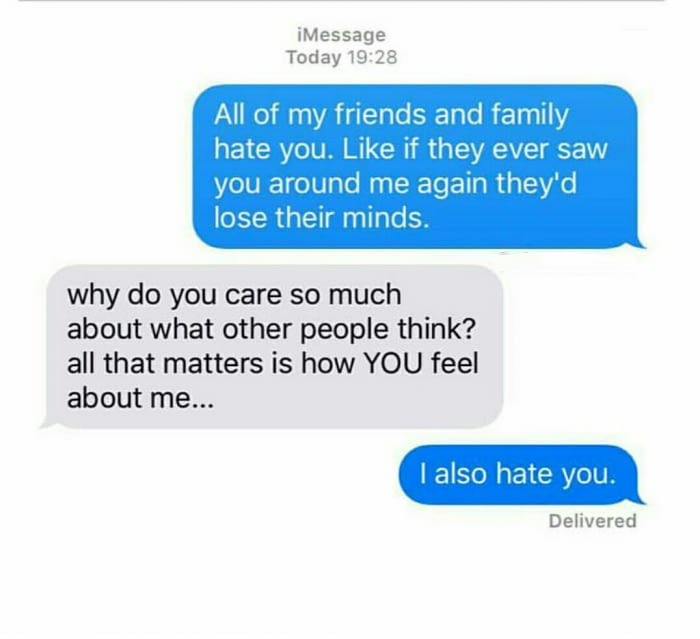 iMessage
Today 19:28
All of my friends and family
hate you. Like if they ever saw
you around me again they'd
lose their minds.
why do you care so much
about what other people think?
all that matters is how YOU feel
about me...
I also hate you.
Delivered